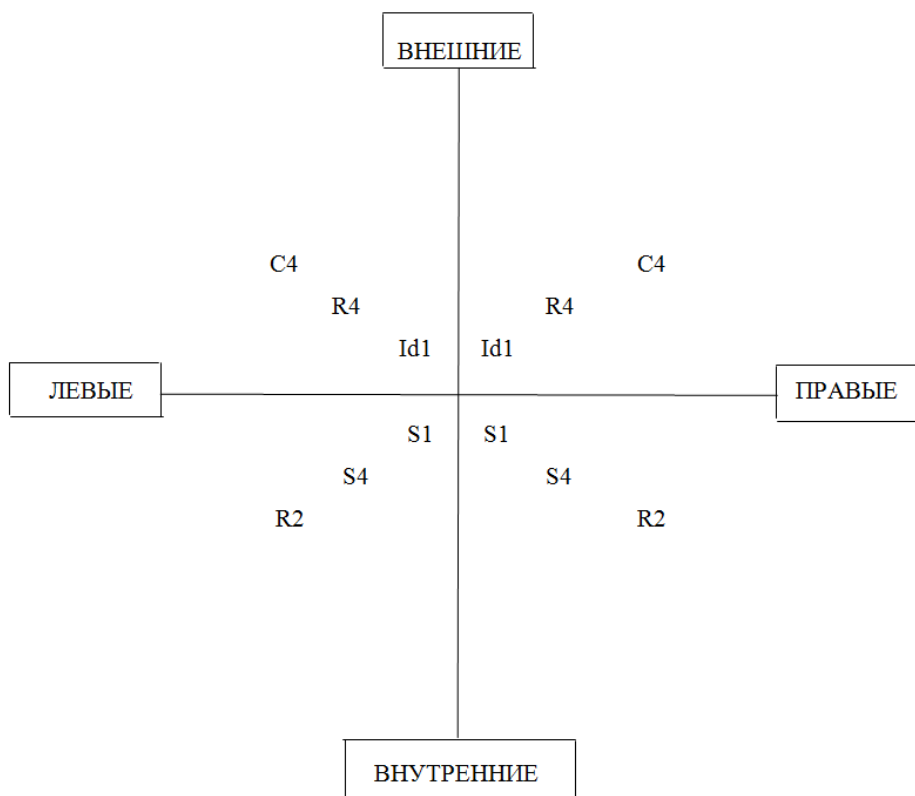 ВНЕШНИЕ
C4 C4
R4 R4
Id1 Id1
ЛЕВЫЕ ПРАВЫЕ
S1 S1
S4 S4
R2 R2
ВНУТРЕННИЕ